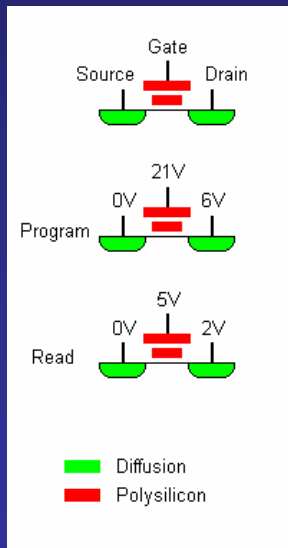 Gate
Source Drain
21V
0V 6V
Program
5V
0V 2V
Read
Diffusion
Polysilicon